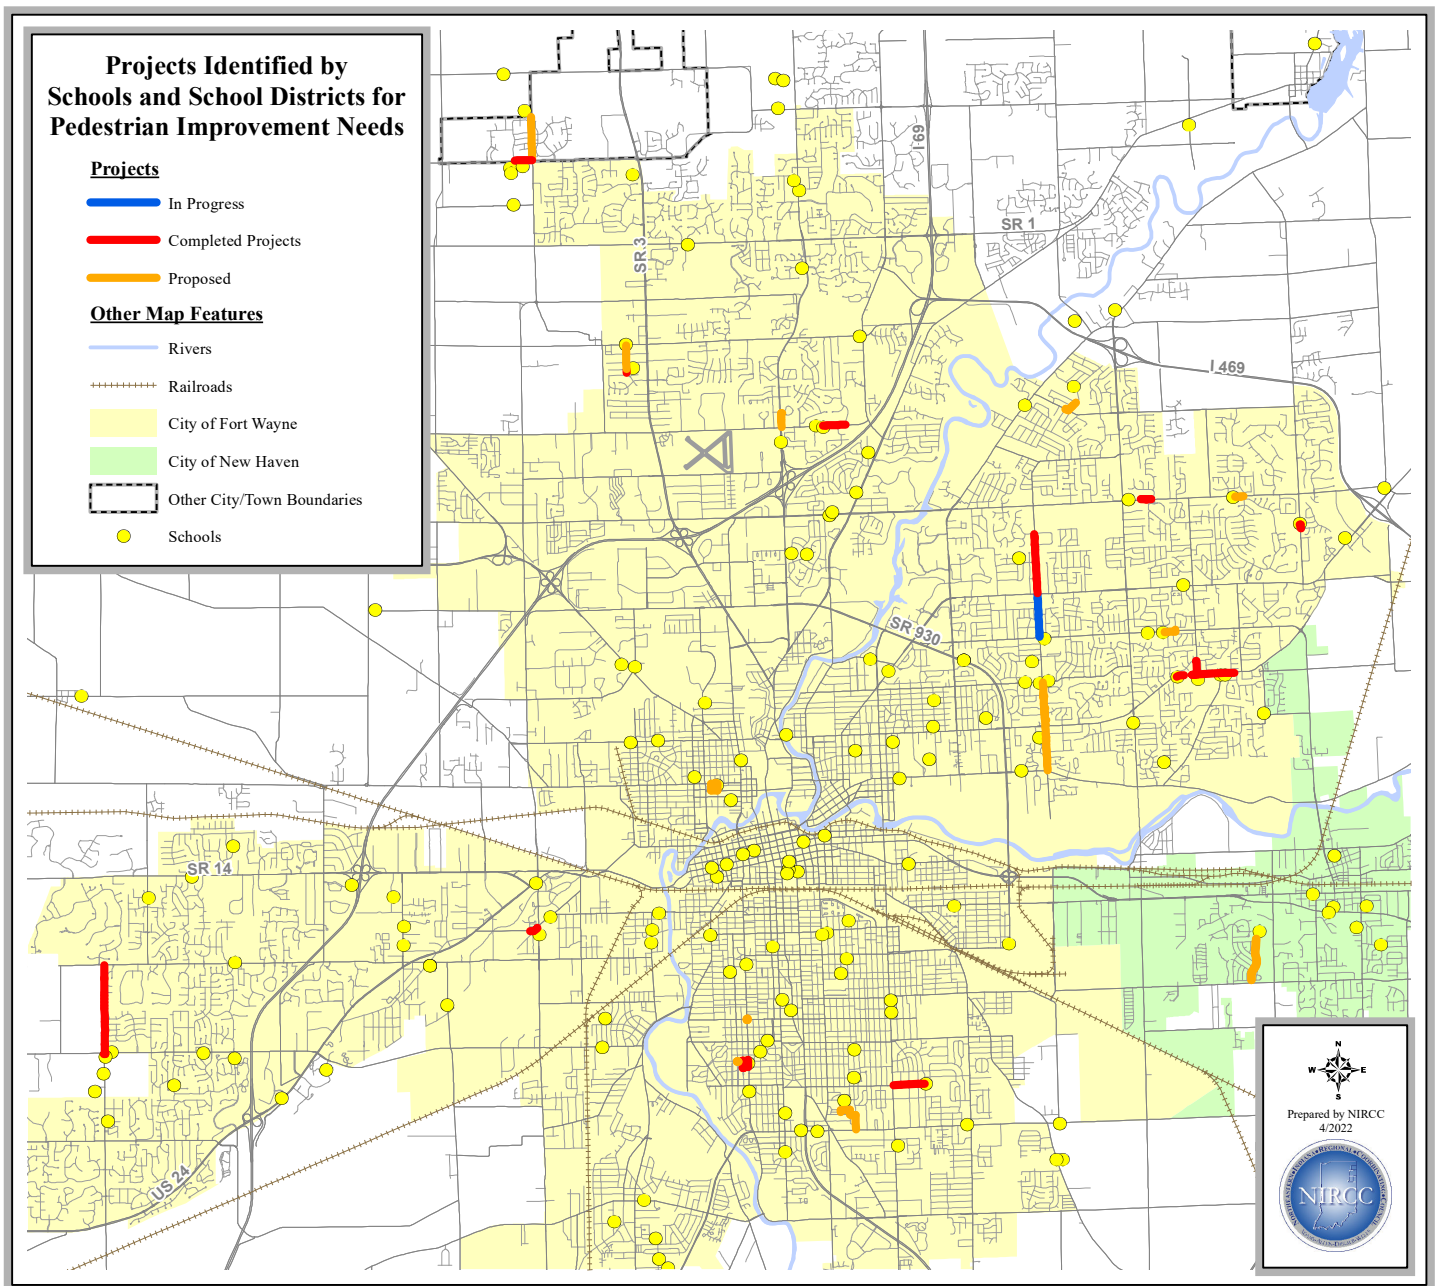 Projects Identified by
Schools and School Districts for
Pedestrian Improvement Needs
Projects
In Progress
Completed Projects
Proposed
Other Map Features
Rivers
Railroads
City of Fort Wayne
City of New Haven
Other City/Town Boundaries
Schools
I 69
SR 1
SR 3
I 469
SR 930
SR 14
US 24
N
W E
S
Prepared by NIRCC
4/2022
NIRCC